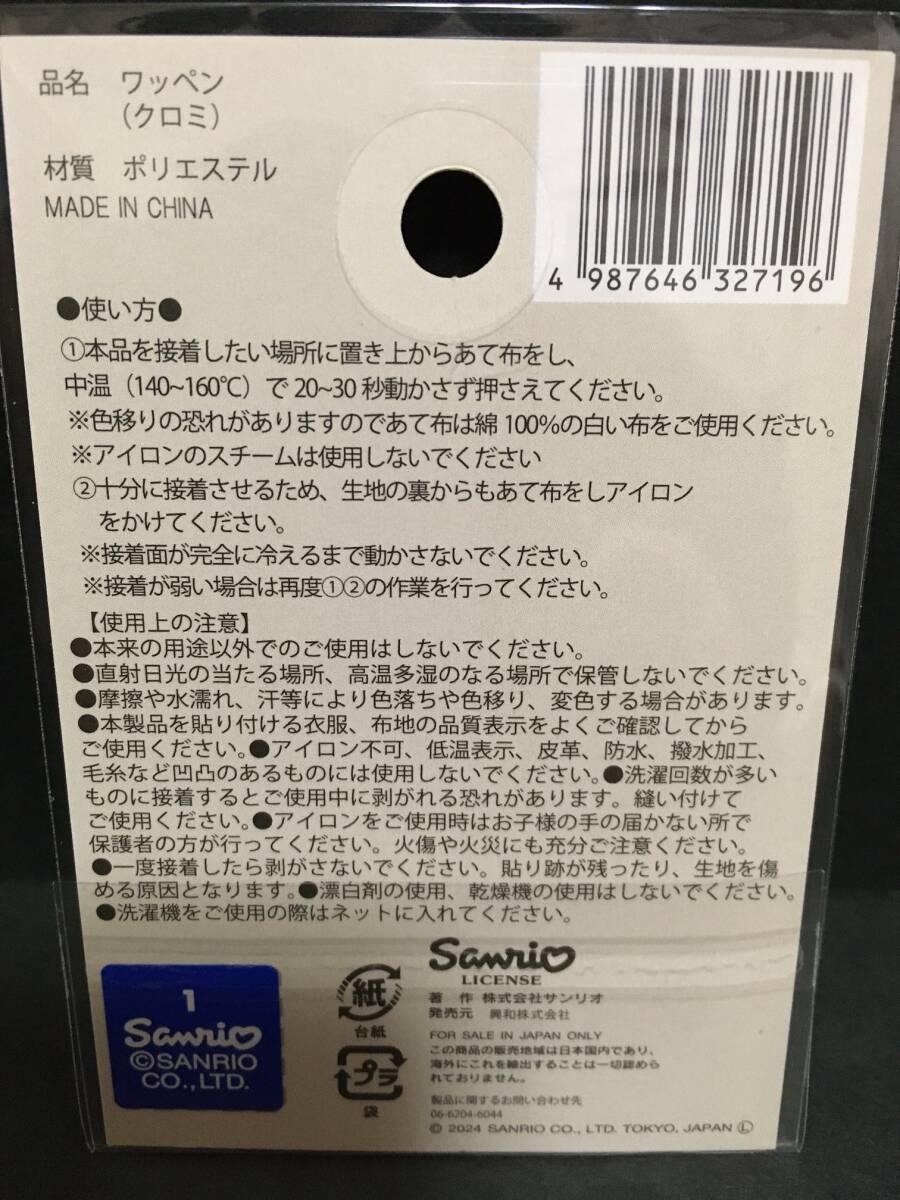 品名 ワッペン
（クロミ）
材質 ポリエステル
MADE IN CHINA
4 987646 327196
●使い方●
①本品を接着したい場所に置き上からあて布をし、
中温（140~160℃）で 20~30 秒動かさず押さえてください。
※色移りの恐れがありますのであて布は綿 100%の白い布をご使用ください。
※アイロンのスチームは使用しないでください
②十分に接着させるため、生地の裏からもあて布をしアイロン
をかけてください。
※接着面が完全に冷えるまで動かさないでください。
※接着が弱い場合は再度①②の作業を行ってください。
【使用上の注意】
●本来の用途以外でのご使用はしないでください。
●直射日光の当たる場所、高温多湿のなる場所で保管しないでください。
●摩擦や水濡れ、汗等により色落ちや色移り、変色する場合があります。
●本製品を貼り付ける衣服、布地の品質表示をよくご確認してから
ご使用ください。●アイロン不可、低温表示、皮革、防水、撥水加工、
毛糸など凹凸のあるものには使用しないでください。●洗濯回数が多い
ものに接着するとご使用中に剥がれる恐れがあります。縫い付けて
ご使用ください。●アイロンをご使用時はお子様の手の届かない所で
保護者の方が行ってください。火傷や火災にも充分ご注意ください。
●一度接着したら剥がさないでください。貼り跡が残ったり、生地を傷
める原因となります。●漂白剤の使用、乾燥機の使用はしないでください。
●洗濯機をご使用の際はネットに入れてください。
1
Sanrio
©SANRIO
CO.,LTD.
紙
台紙
プラ
袋
Sanrio
LICENSE
著 作 株式会社サンリオ
発売元 興和株式会社
FOR SALE IN JAPAN ONLY
この商品の販売地域は日本国内であり、
海外にこれを輸出することは一切認めら
れておりません。
製品に関するお問い合わせ先
06-6204-6044
© 2024 SANRIO CO., LTD. TOKYO, JAPAN Ⓛ